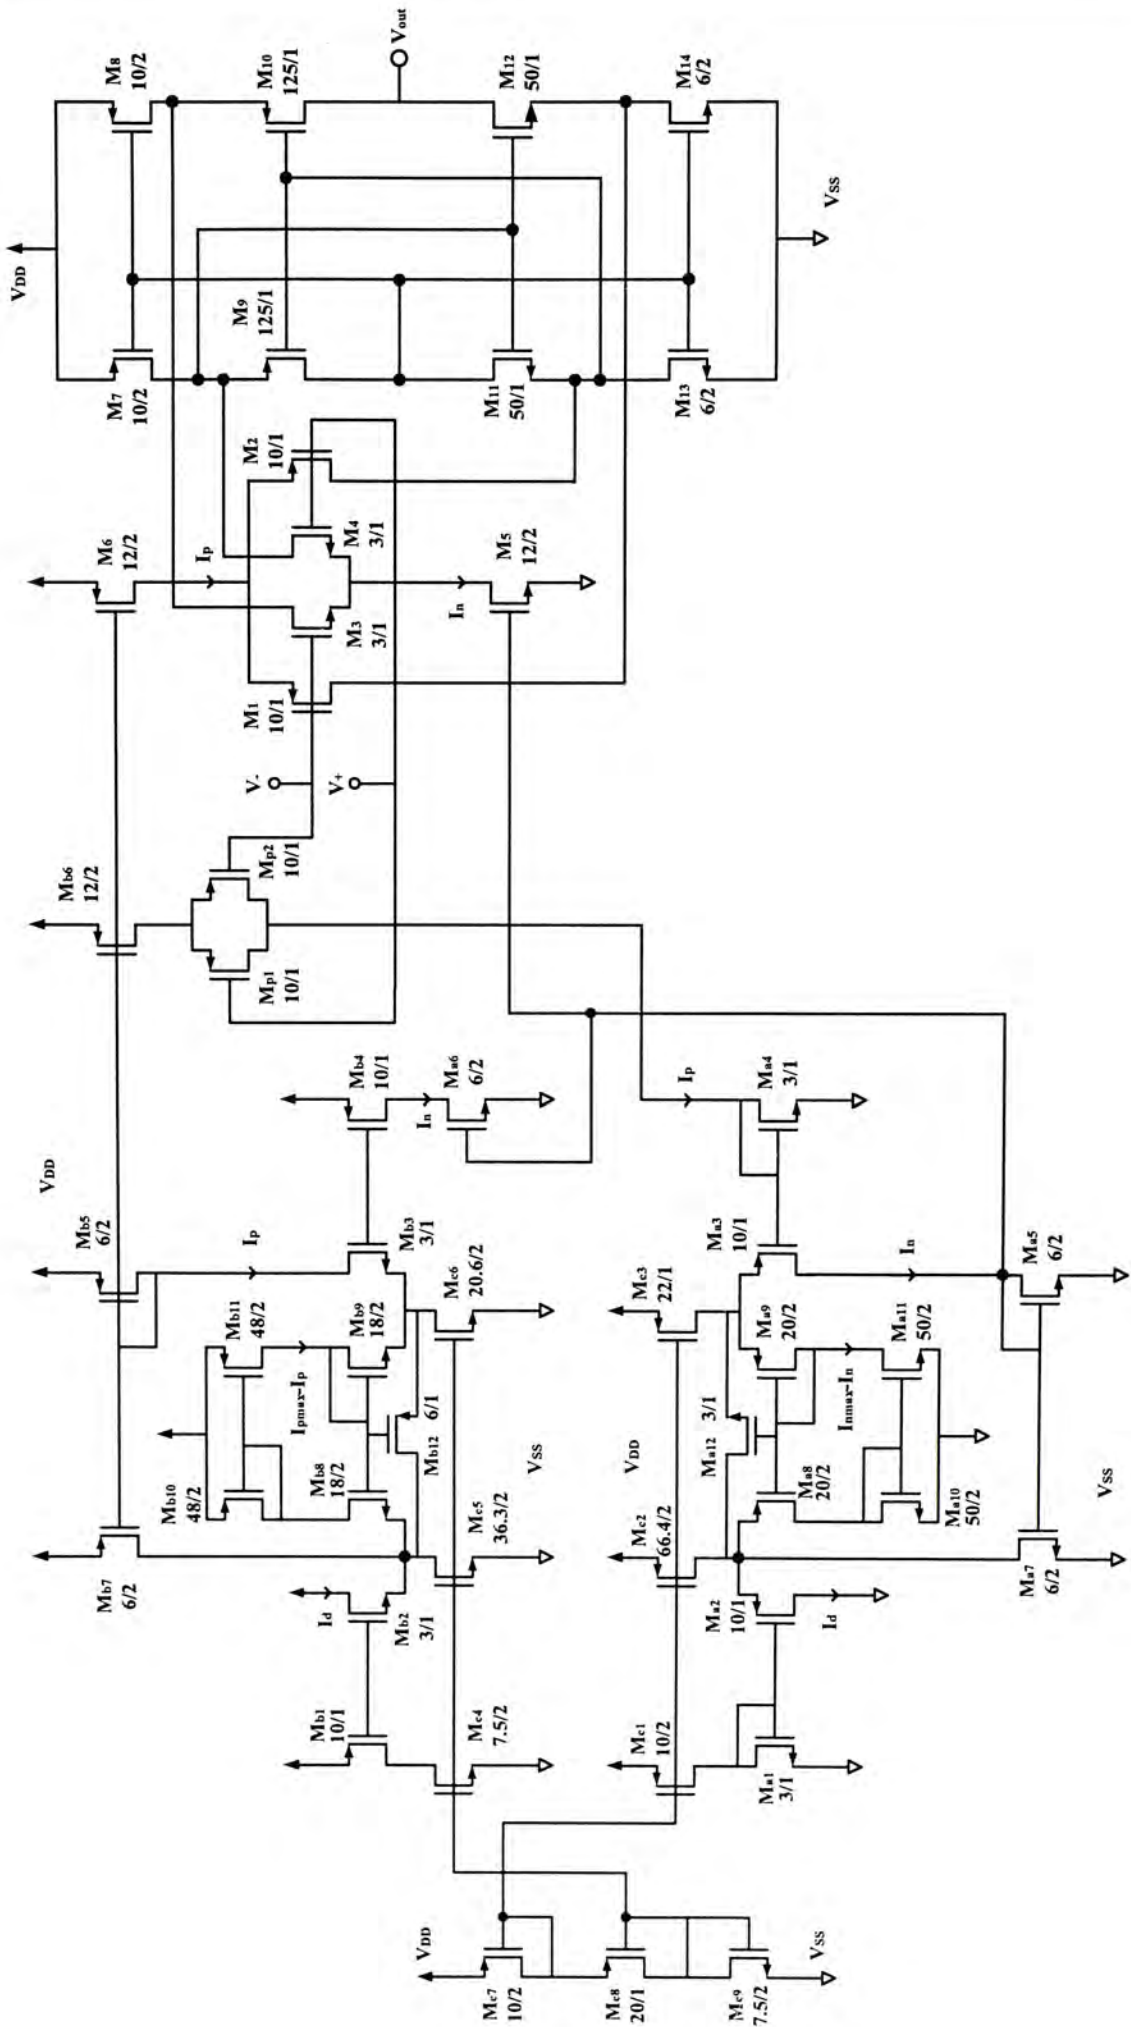 VDD
Mc7
10/2
Mc8
20/1
Mc9
7.5/2
VSS
Mb7
6/2
Mb10
48/2
Mb11
48/2
Mb5
6/2
VDD
Id
Mb1
10/1
Mb2
3/1
Mb8
18/2
Ipmax-Ip
Mb9
18/2
Ip
Mb3
3/1
Mb4
10/1
Mb12
6/1
Mc4
7.5/2
Mc5
36.3/2
Mc6
20.6/2
In
Ma6
6/2
VSS
VDD
Mc1
10/2
Mc2
66.4/2
Mc3
22/1
Ma12
3/1
Ma1
3/1
Ma2
10/1
Id
Ma8
20/2
Ma9
20/2
Ma3
10/1
Ip
Ma4
3/1
Inmax-In
Ma10
50/2
Ma11
50/2
In
Ma7
6/2
VSS
Ma5
6/2
Mb6
12/2
Mp1
10/1
Mp2
10/1
V-
V+
M6
12/2
Ip
M1
10/1
M2
10/1
M3
3/1
M4
3/1
In
M5
12/2
VDD
M7
10/2
M8
10/2
M9
125/1
M10
125/1
Vout
M11
50/1
M12
50/1
M13
6/2
M14
6/2
VSS